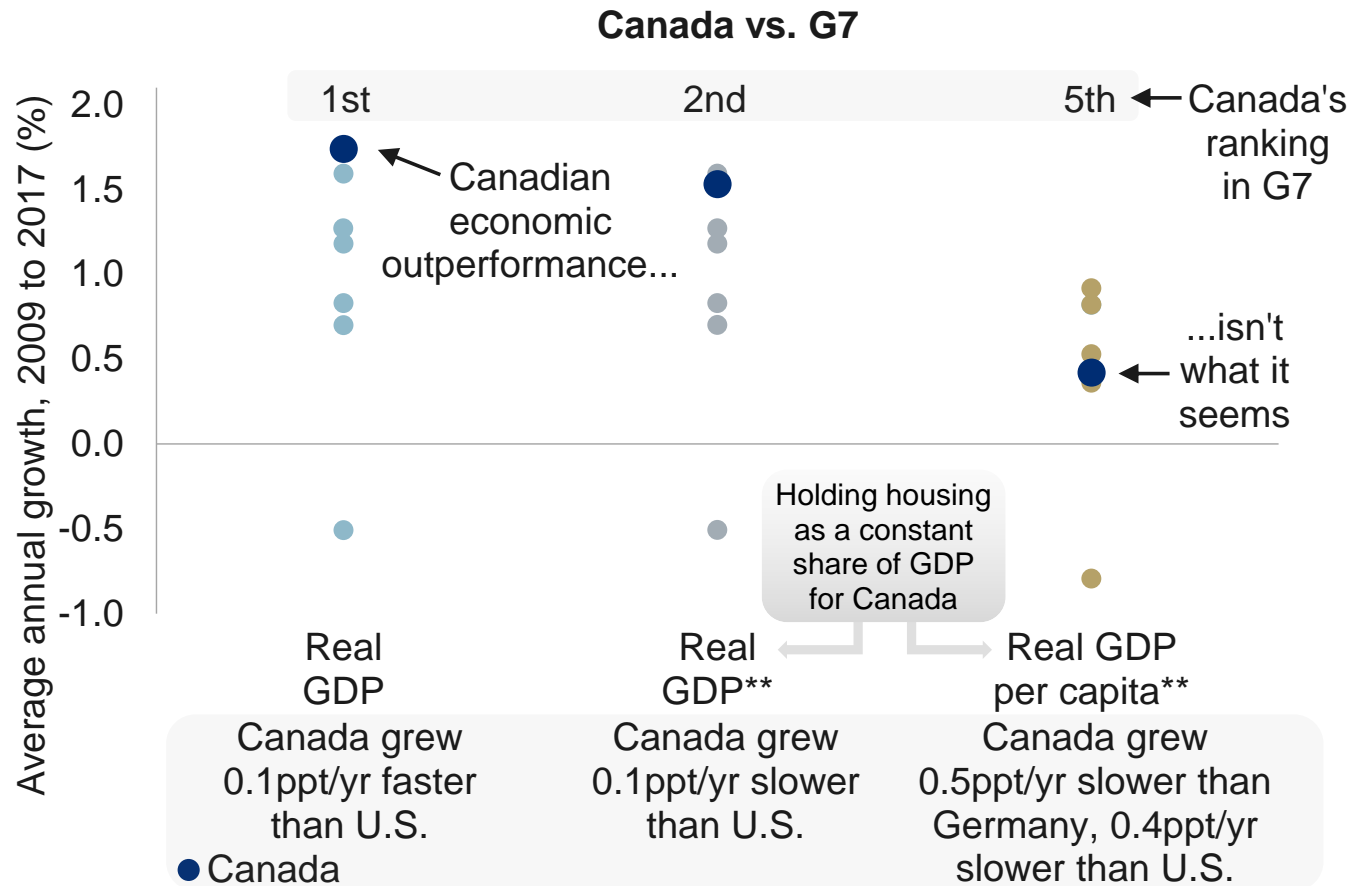 Canada vs. G7
Average annual growth, 2009 to 2017 (%)
2.0
1.5
1.0
0.5
0.0
-0.5
-1.0
1st
2nd
5th
Canada's
ranking
in G7
Canadian
economic
outperformance...
...isn't
what it
seems
Holding housing
as a constant
share of GDP
for Canada
Real
GDP
Real
GDP**
Real GDP
per capita**
Canada grew
0.1ppt/yr faster
than U.S.
Canada grew
0.1ppt/yr slower
than U.S.
Canada grew
0.5ppt/yr slower than
Germany, 0.4ppt/yr
slower than U.S.
Canada